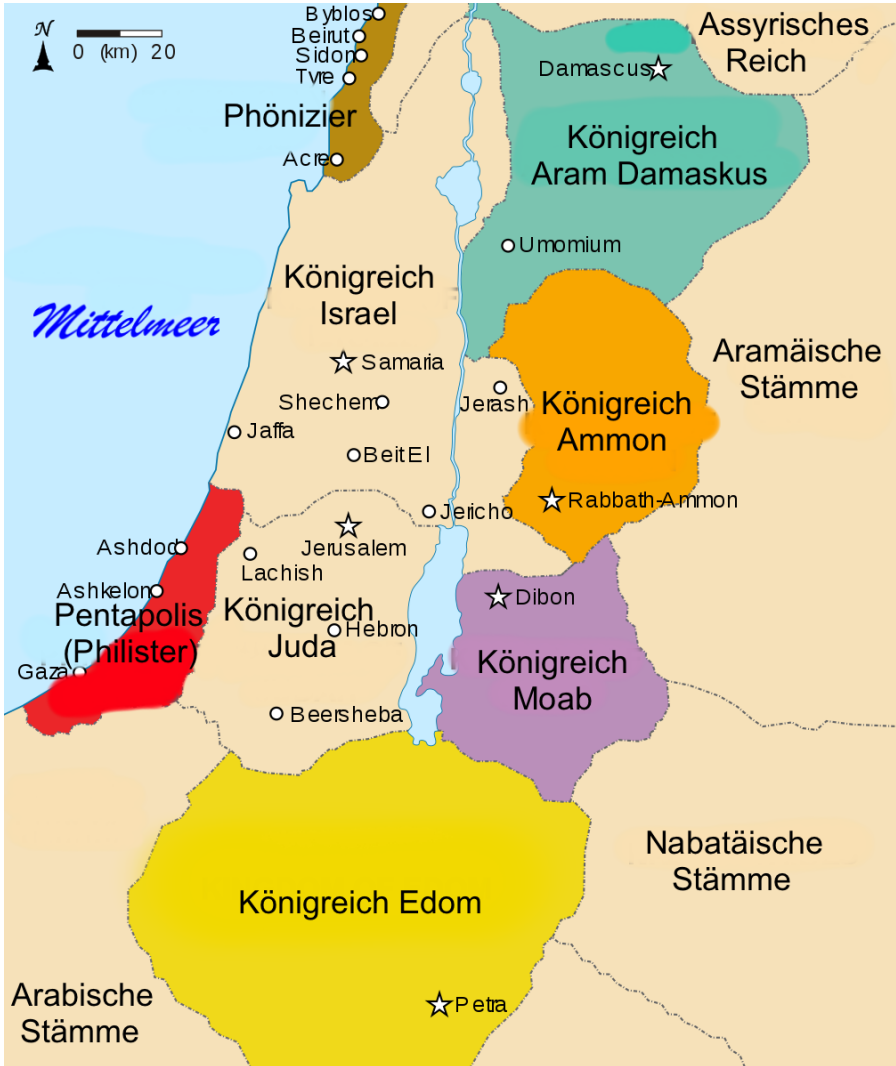 N
0 (km) 20
Byblos
Beirut
Sidon
Tyre
Phönizier
Acre
Assyrisches
Reich
Damascus
Königreich
Aram Damaskus
Umomium
Königreich
Israel
Mittelmeer
Samaria
Shechem
Jaffa
Beit El
Jerash
Königreich
Ammon
Aramäische
Stämme
Rabbath-Ammon
Jericho
Jerusalem
Ashdod
Lachish
Ashkelon
Pentapolis
(Philister)
Gaza
Königreich
Juda
Hebron
Beersheba
Dibon
Königreich
Moab
Nabatäische
Stämme
Königreich Edom
Petra
Arabische
Stämme